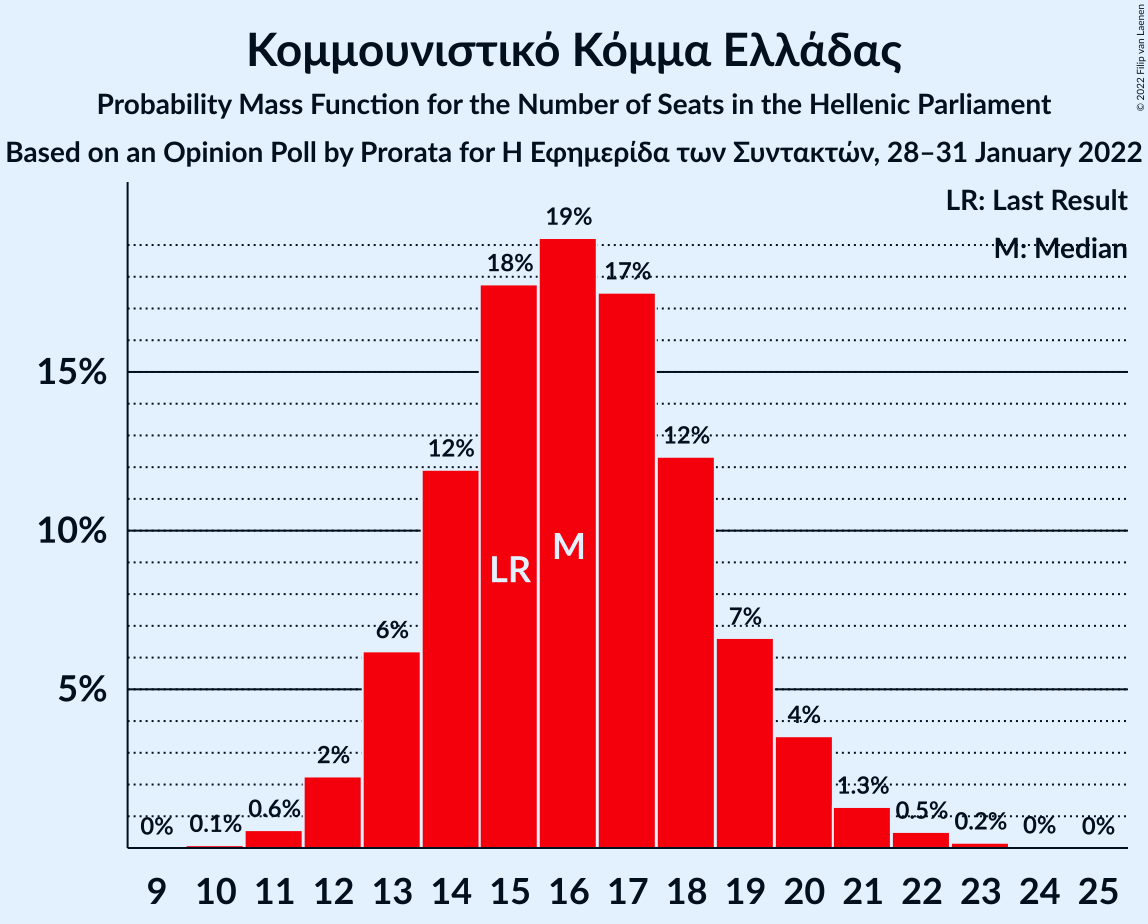 Κομμουνιστικό Κόμμα Ελλάδας
Probability Mass Function for the Number of Seats in the Hellenic Parliament
Based on an Opinion Poll by Prorata for Η Εφημερίδα των Συντακτών, 28–31 January 2022
© 2022 Filip van Laenen
LR: Last Result
M: Median
15%
10%
5%
0% 0.1% 0.6% 2% 6% 12% 18% 19% 17% 12% 7% 4% 1.3% 0.5% 0.2% 0% 0%
LR M
9 10 11 12 13 14 15 16 17 18 19 20 21 22 23 24 25